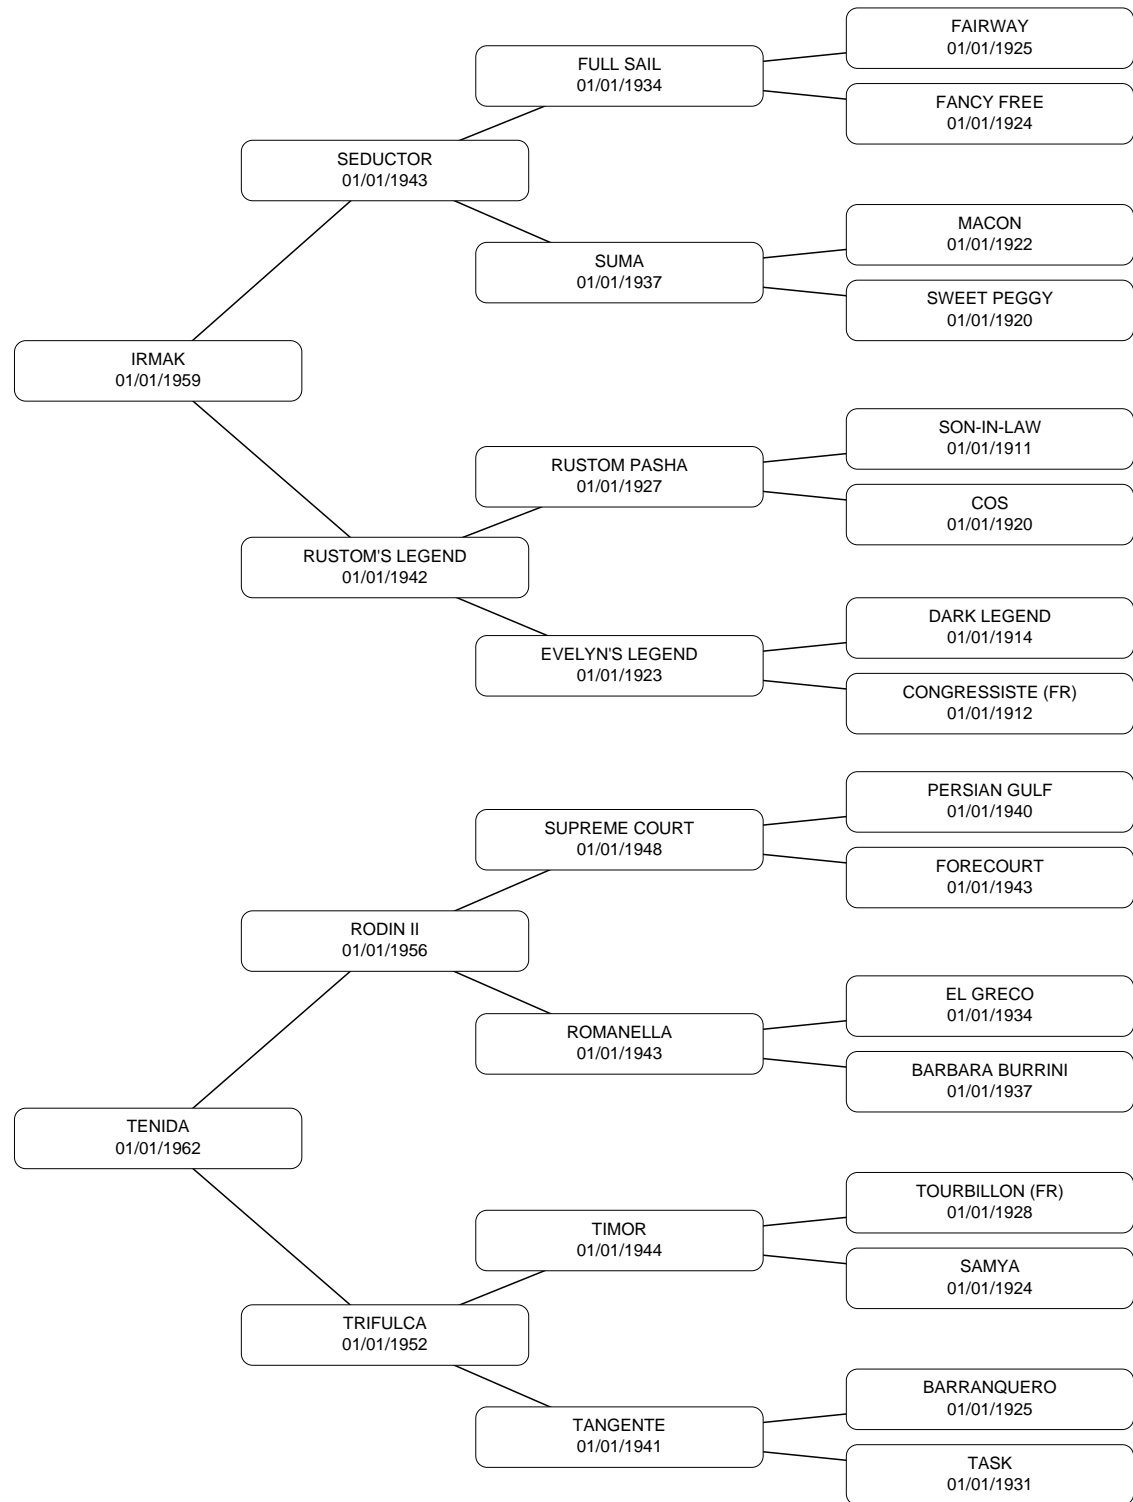 FAIRWAY
01/01/1925
FULL SAIL
01/01/1934
FANCY FREE
01/01/1924
SEDUCTOR
01/01/1943
MACON
01/01/1922
SUMA
01/01/1937
SWEET PEGGY
01/01/1920
IRMAK
01/01/1959
SON-IN-LAW
01/01/1911
RUSTOM PASHA
01/01/1927
COS
01/01/1920
RUSTOM'S LEGEND
01/01/1942
DARK LEGEND
01/01/1914
EVELYN'S LEGEND
01/01/1923
CONGRESSISTE (FR)
01/01/1912
PERSIAN GULF
01/01/1940
SUPREME COURT
01/01/1948
FORECOURT
01/01/1943
RODIN II
01/01/1956
EL GRECO
01/01/1934
ROMANELLA
01/01/1943
BARBARA BURRINI
01/01/1937
TENIDA
01/01/1962
TOURBILLON (FR)
01/01/1928
TIMOR
01/01/1944
SAMYA
01/01/1924
TRIFULCA
01/01/1952
BARRANQUERO
01/01/1925
TANGENTE
01/01/1941
TASK
01/01/1931